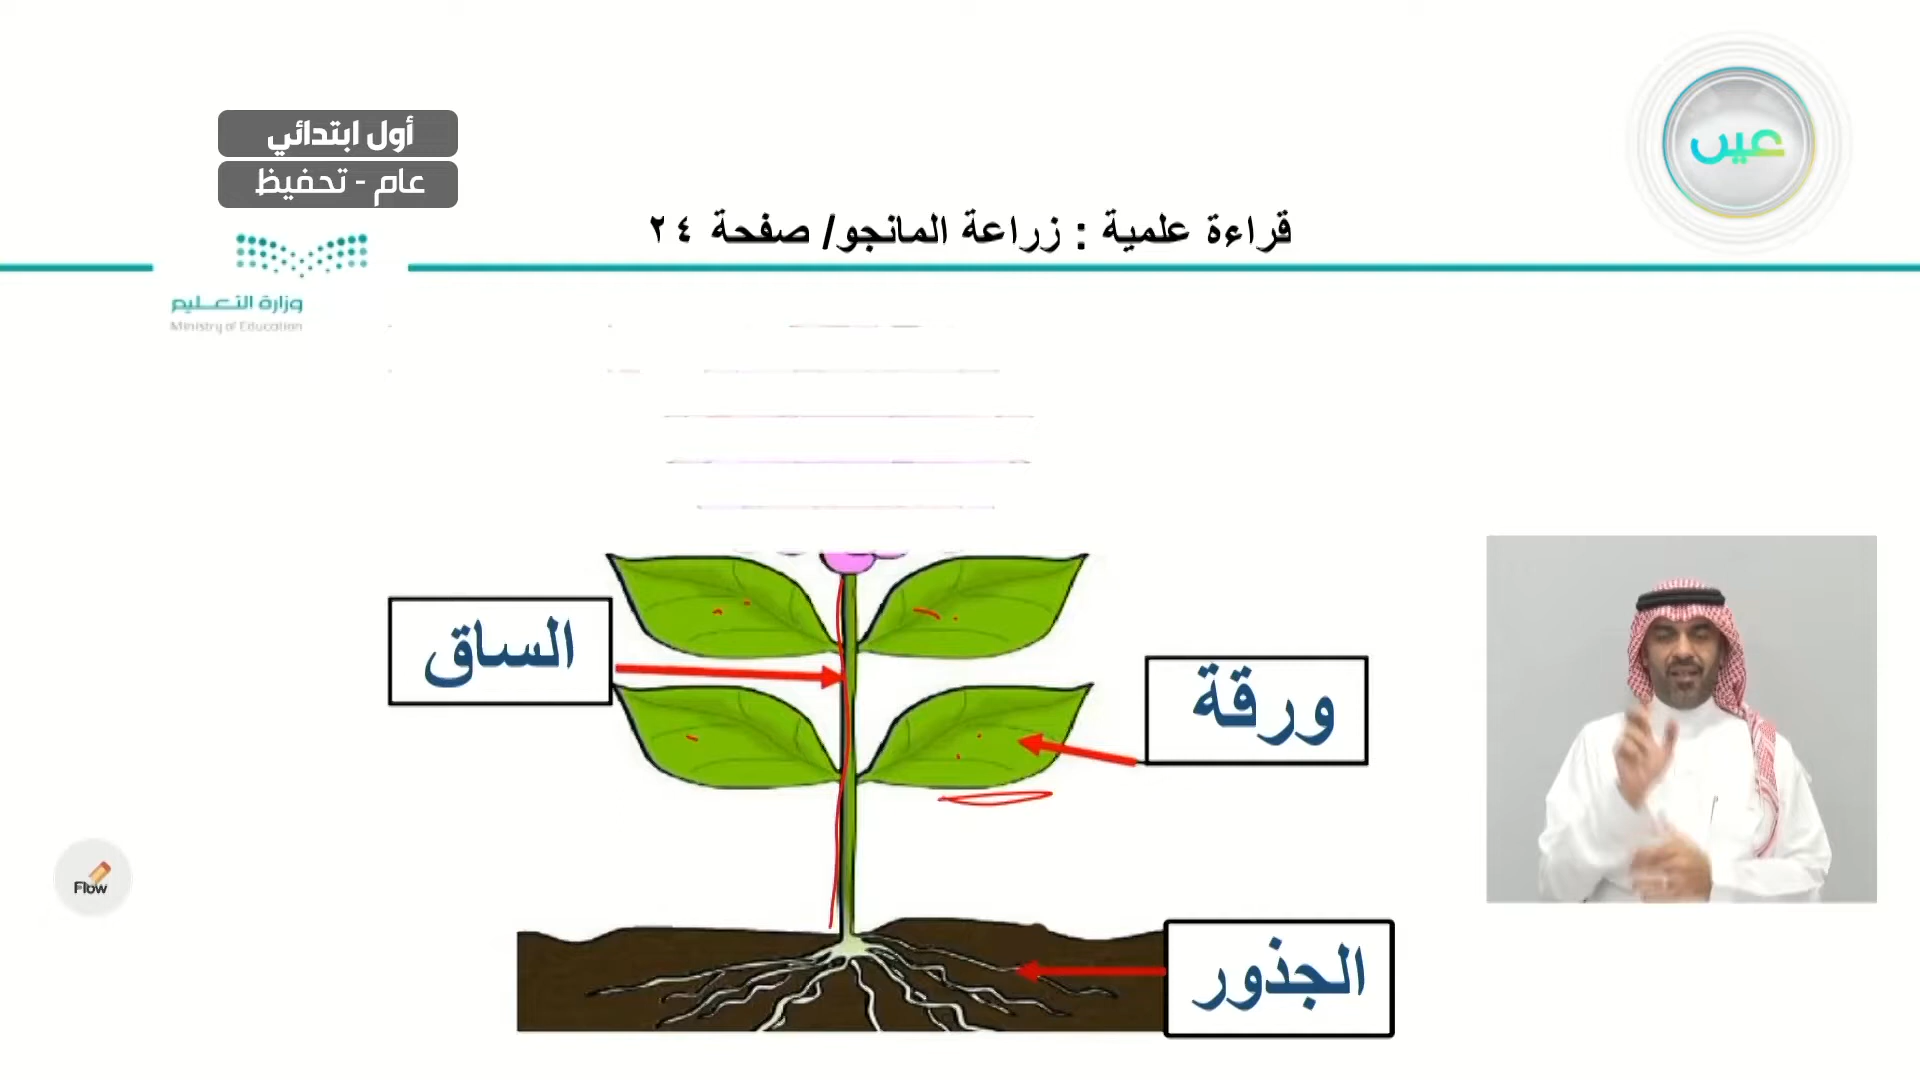 أول ابتدائي
عام - تحفيظ
عين
قراءة علمية : زراعة المانجو/ صفحة ٢٤
وزارة التعـليم
Ministry of Education
الساق
ورقة
Flow
الجذور